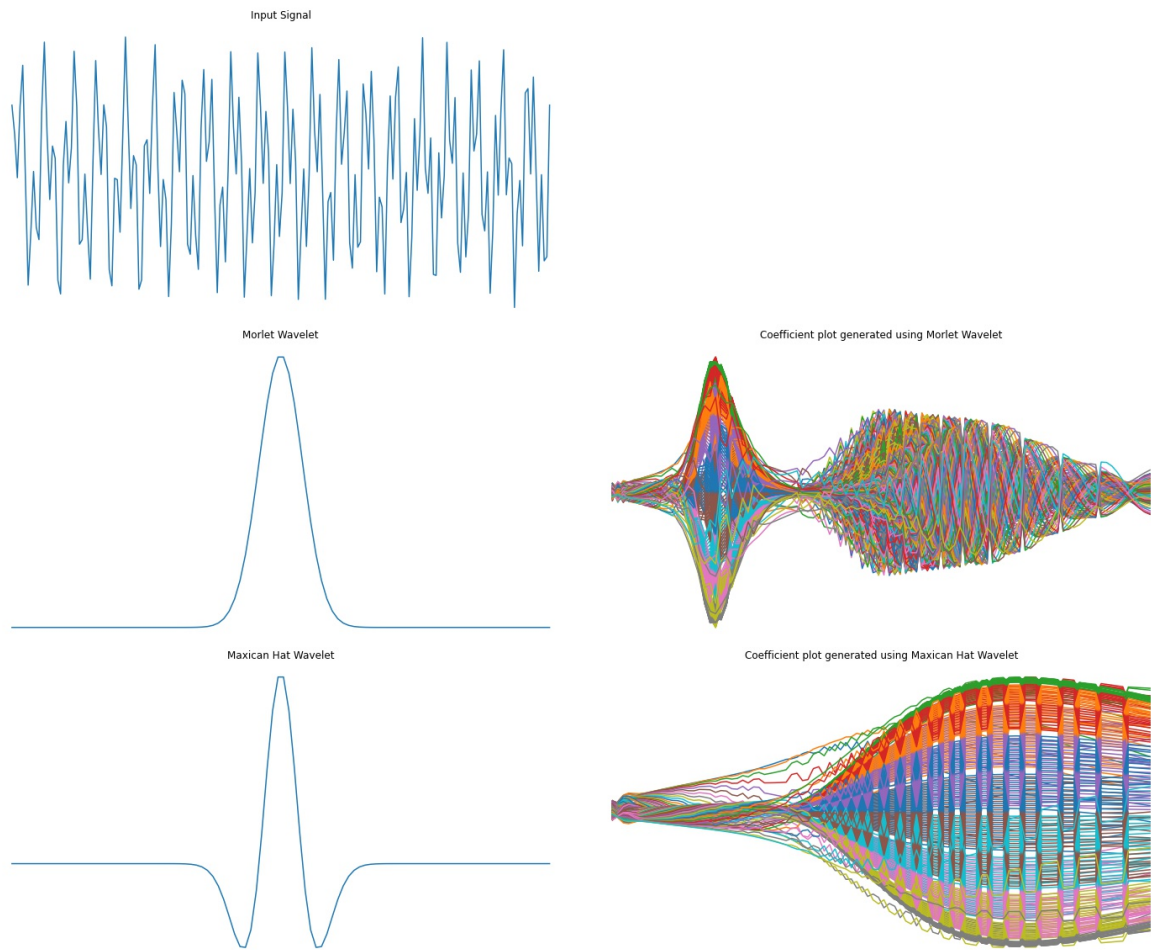 Input Signal
Morlet Wavelet
Coefficient plot generated using Morlet Wavelet
Maxican Hat Wavelet
Coefficient plot generated using Maxican Hat Wavelet